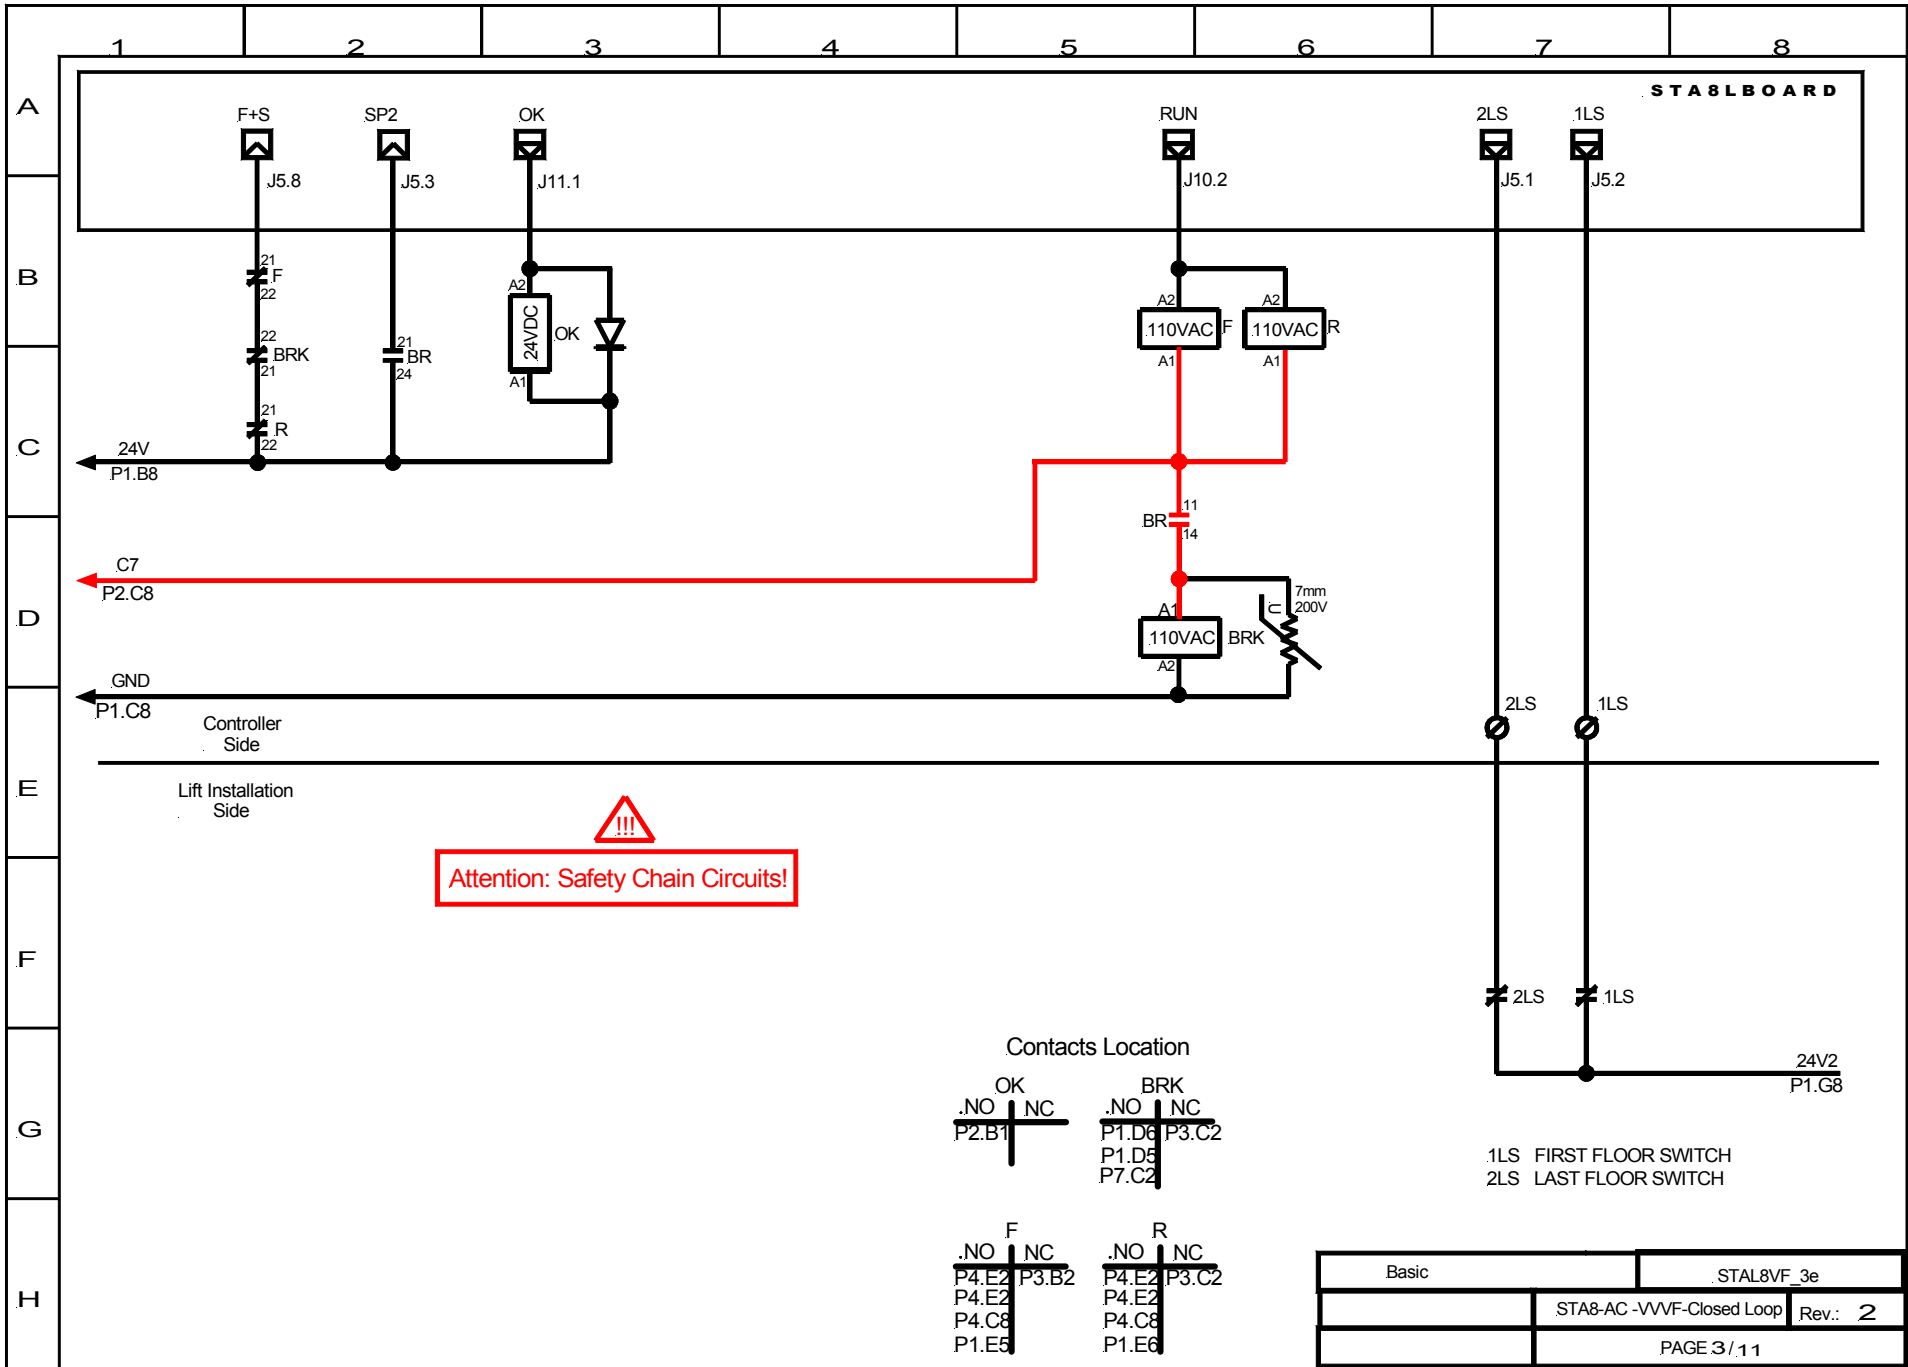 1 2 3 4 5 6 7 8
A
STA8LBOARD
F+S SP2 OK RUN 2LS 1LS
J5.8 J5.3 J11.1 J10.2 J5.1 J5.2
B
21
F
22
A2 A2 A2
24VDC OK
110VAC F 110VAC R
22
BRK
21
21
BR
24
A1 A1 A1
21
R
22
C
24V
P1.B8
11
BR
14
C7
P2.C8
D
A1
110VAC BRK
A2
U
7mm
200V
GND
P1.C8
Controller
Side
2LS 1LS
E
Lift Installation
Side
!!!
Attention: Safety Chain Circuits!
F
2LS 1LS
24V2
P1.G8
G
Contacts Location
OK
NO NC
P2.B1
BRK
NO NC
P1.D6 P3.C2
P1.D5
P7.C2
1LS FIRST FLOOR SWITCH
2LS LAST FLOOR SWITCH
H
F
NO NC
P4.E2 P3.B2
P4.E2
P4.C8
P1.E5
R
NO NC
P4.E2 P3.C2
P4.E2
P4.C8
P1.E6
Basic STAL8VF_3e
STA8-AC -VVVF-Closed Loop Rev.: 2
PAGE 3 / 11